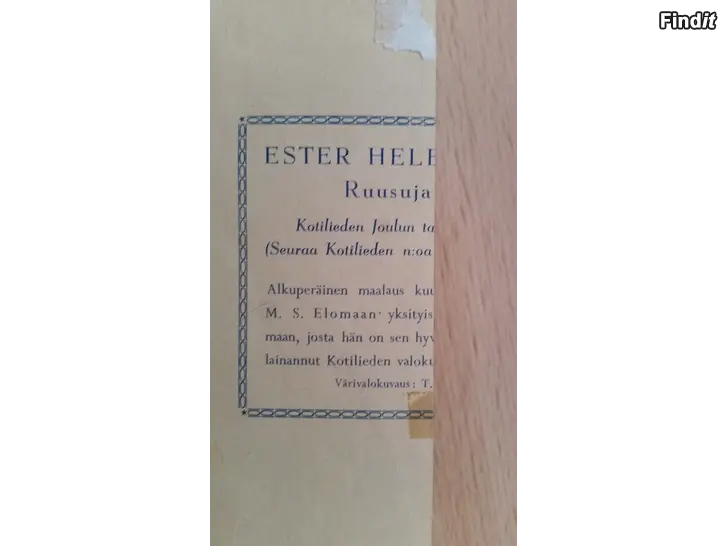 Findit
ESTER HELE
Ruusuja
Kotilieden Joulun ta
(Seuraa Kotilieden n:oa
Alkuperäinen maalaus kuu
M. S. Elomaan yksityis
maan, josta hän on sen hyv
lainannut Kotilieden valoku
Värivalokuvaus: T.